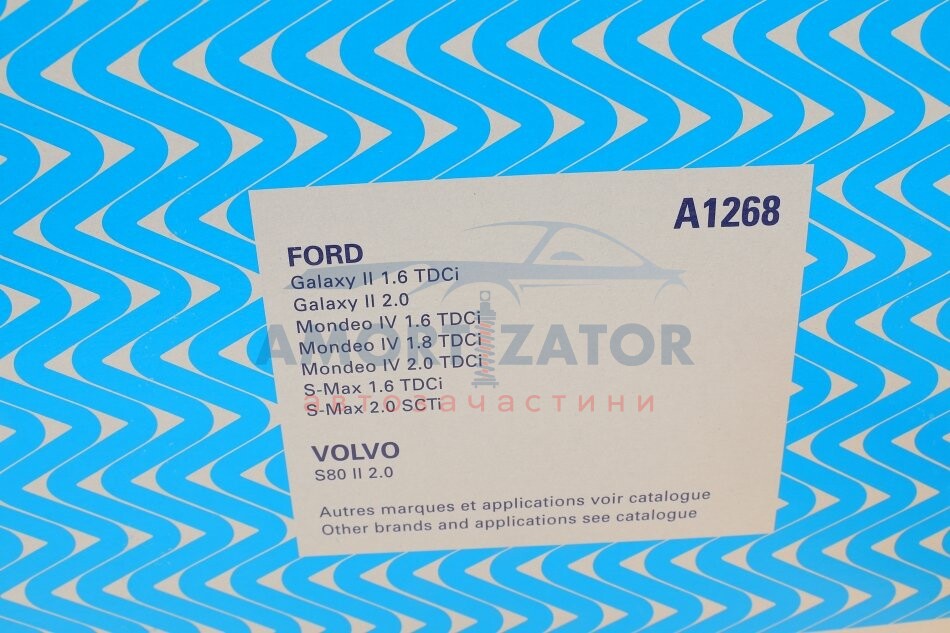 A1268
FORD
Galaxy II 1.6 TDCi
Galaxy II 2.0
Mondeo IV 1.6 TDCi
Mondeo IV 1.8 TDCi
Mondeo IV 2.0 TDCi
S-Max 1.6 TDCi
S-Max 2.0 SCTi
AMORTIZATOR
автозачастини
VOLVO
S80 II 2.0
Autres marques et applications voir catalogue
Other brands and applications see catalogue